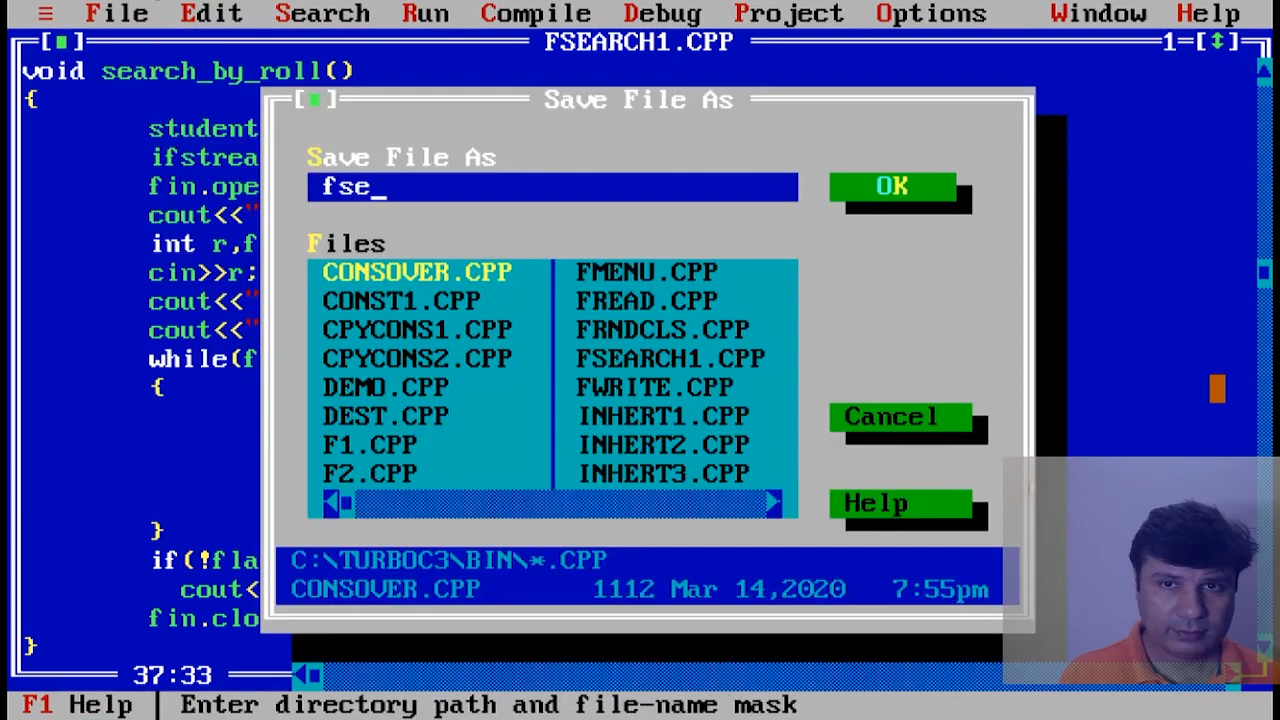 ≡ File Edit Search Run Compile Debug Project Options Window Help
[■] FSEARCH1.CPP 1=[↕]
void search_by_roll()
{
student
ifstrea
fin.ope
cout<<"
int r,f
cin>>r;
cout<<"
cout<<"
while(f
{
}
if(!fla
cout<
fin.clo
}
37:33
[■] Save File As
Save File As
fse_
OK
Files
CONSOVER.CPP FMENU.CPP
CONST1.CPP FREAD.CPP
CPYCONS1.CPP FRNDCLS.CPP
CPYCONS2.CPP FSEARCH1.CPP
DEMO.CPP FWRITE.CPP
DEST.CPP INHERT1.CPP
F1.CPP INHERT2.CPP
F2.CPP INHERT3.CPP
Cancel
Help
C:\TURBOC3\BIN\*.CPP
CONSOVER.CPP 1112 Mar 14,2020 7:55pm
F1 Help | Enter directory path and file-name mask